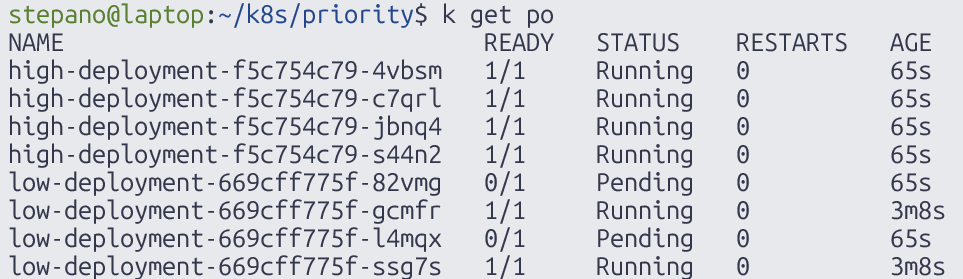 stepano@laptop:~/k8s/priority$ k get po
NAME READY STATUS RESTARTS AGE
high-deployment-f5c754c79-4vbsm 1/1 Running 0 65s
high-deployment-f5c754c79-c7qrl 1/1 Running 0 65s
high-deployment-f5c754c79-jbnq4 1/1 Running 0 65s
high-deployment-f5c754c79-s44n2 1/1 Running 0 65s
low-deployment-669cff775f-82vmg 0/1 Pending 0 65s
low-deployment-669cff775f-gcmfr 1/1 Running 0 3m8s
low-deployment-669cff775f-l4mqx 0/1 Pending 0 65s
low-deployment-669cff775f-ssg7s 1/1 Running 0 3m8s